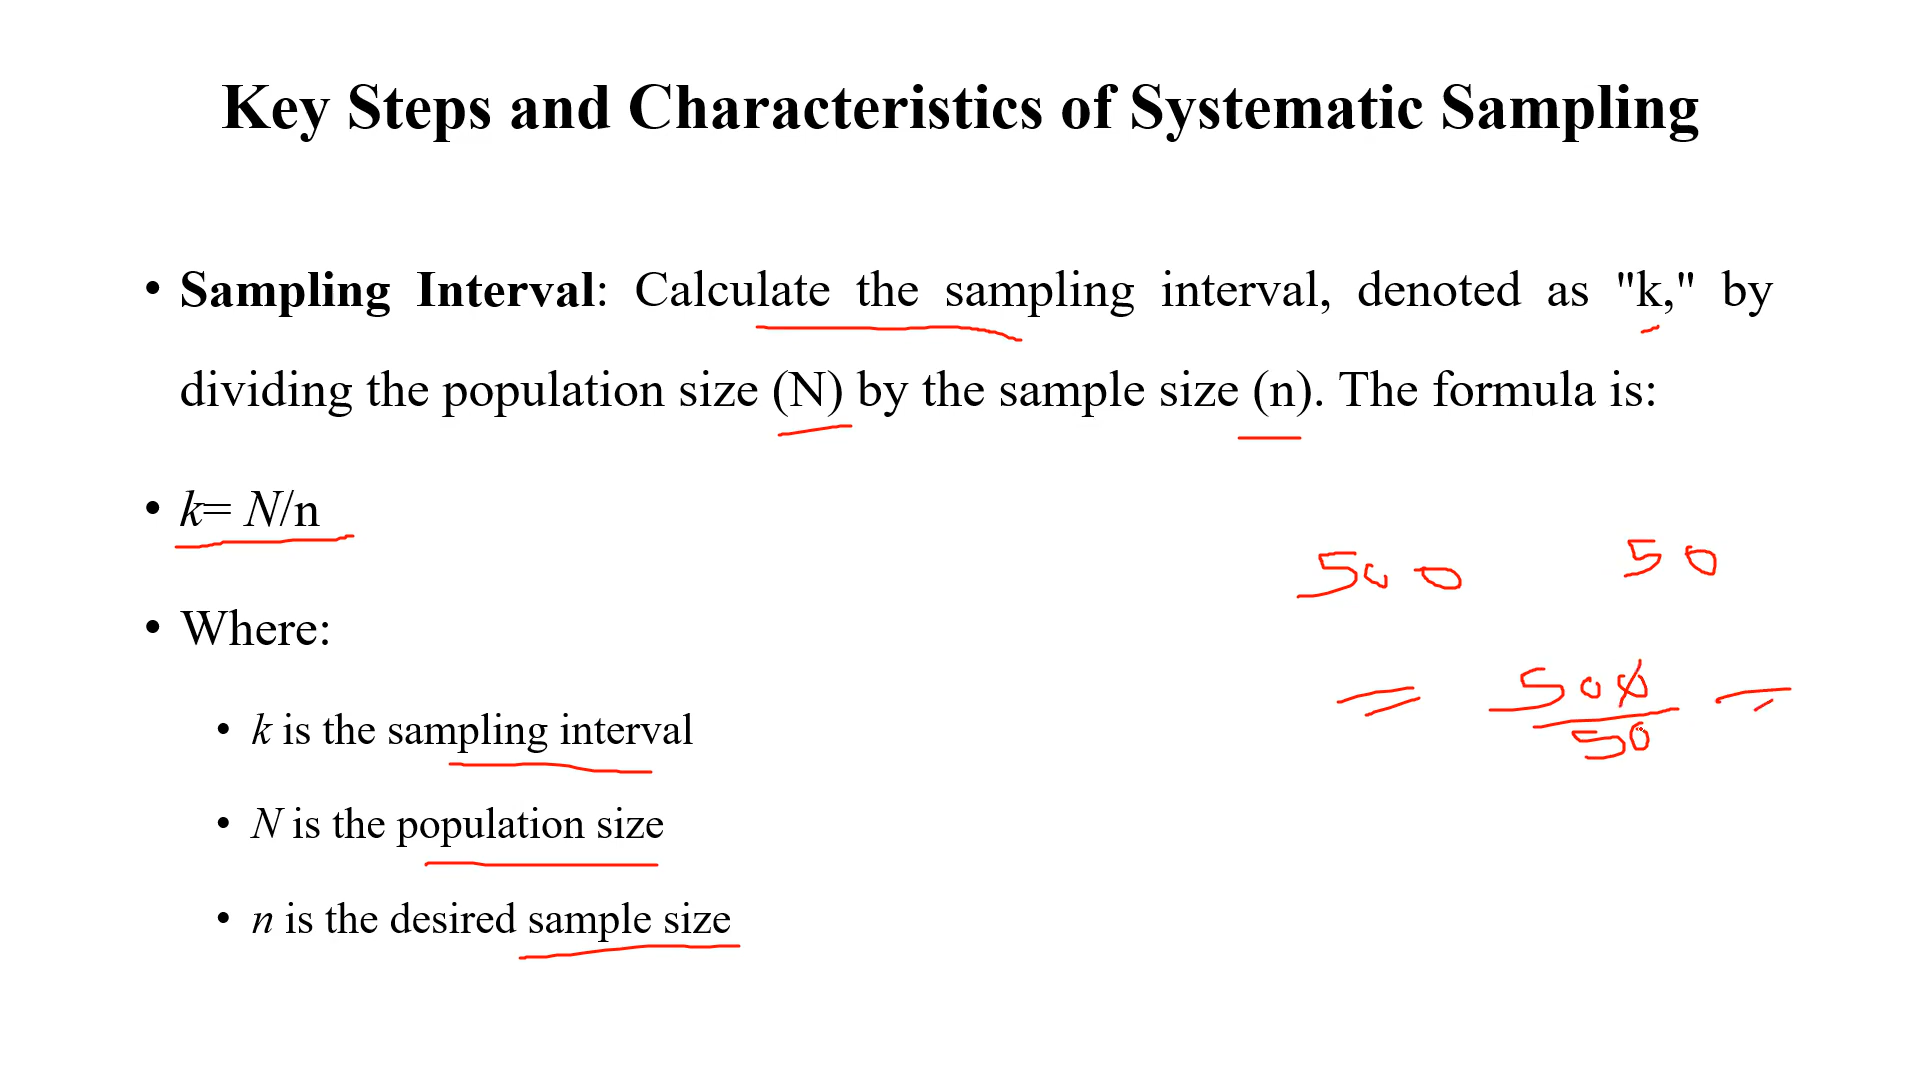 Key Steps and Characteristics of Systematic Sampling
• Sampling Interval: Calculate the sampling interval, denoted as "k," by
dividing the population size (N) by the sample size (n). The formula is:
• k= N/n
500 50
• Where:
= 500 =
50
• k is the sampling interval
• N is the population size
• n is the desired sample size